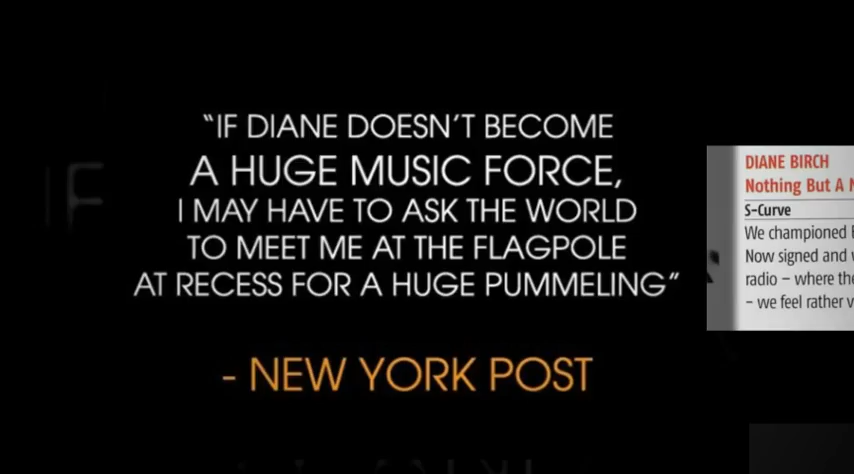 “IF DIANE DOESN’T BECOME
A HUGE MUSIC FORCE,
I MAY HAVE TO ASK THE WORLD
TO MEET ME AT THE FLAGPOLE
AT RECESS FOR A HUGE PUMMELING”
- NEW YORK POST
DIANE BIRCH
Nothing But A
S-Curve
We championed
Now signed and
radio – where the
– we feel rather